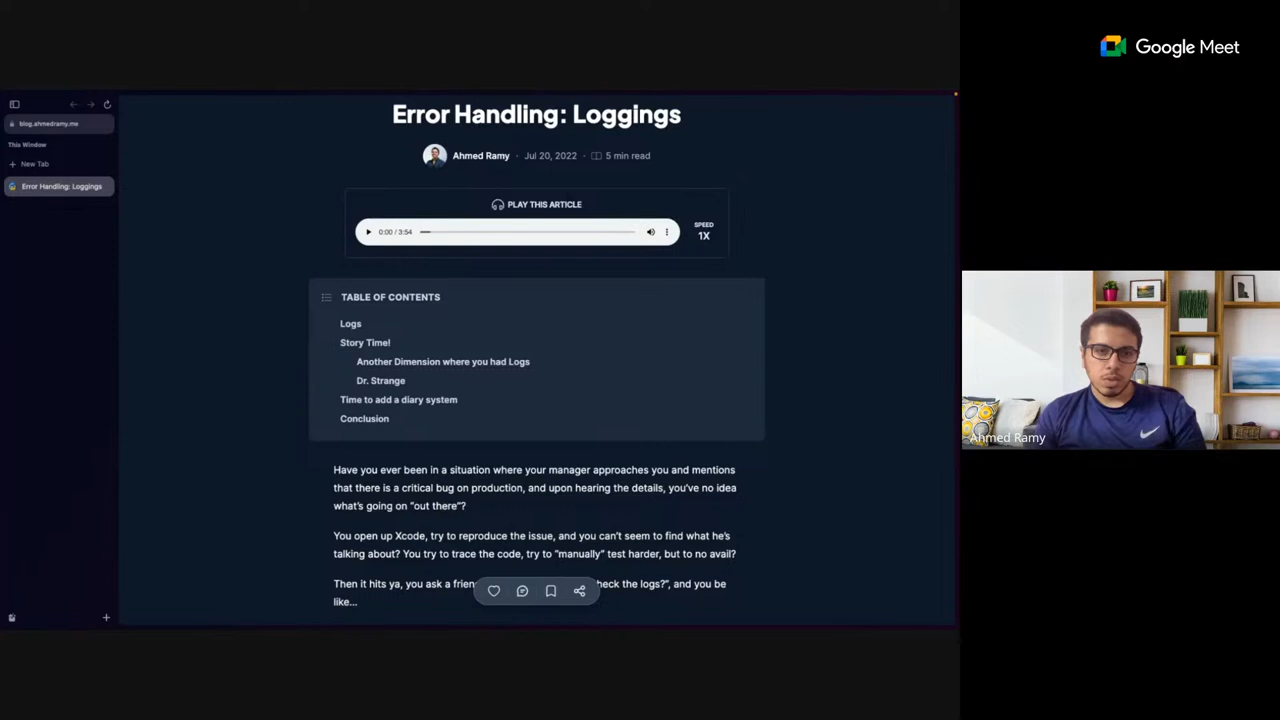 Google Meet
blog.ahmedramy.me
This Window
New Tab
Error Handling: Loggings
Error Handling: Loggings
Ahmed Ramy · Jul 20, 2022 · 5 min read
PLAY THIS ARTICLE
0:00 / 3:54
SPEED
1X
TABLE OF CONTENTS
Logs
Story Time!
Another Dimension where you had Logs
Dr. Strange
Time to add a diary system
Conclusion
Have you ever been in a situation where your manager approaches you and mentions
that there is a critical bug on production, and upon hearing the details, you've no idea
what's going on “out there”?
You open up Xcode, try to reproduce the issue, and you can't seem to find what he's
talking about? You try to trace the code, try to “manually” test harder, but to no avail?
Then it hits ya, you ask a the logs?”, and you be
like...
Ahmed Ramy